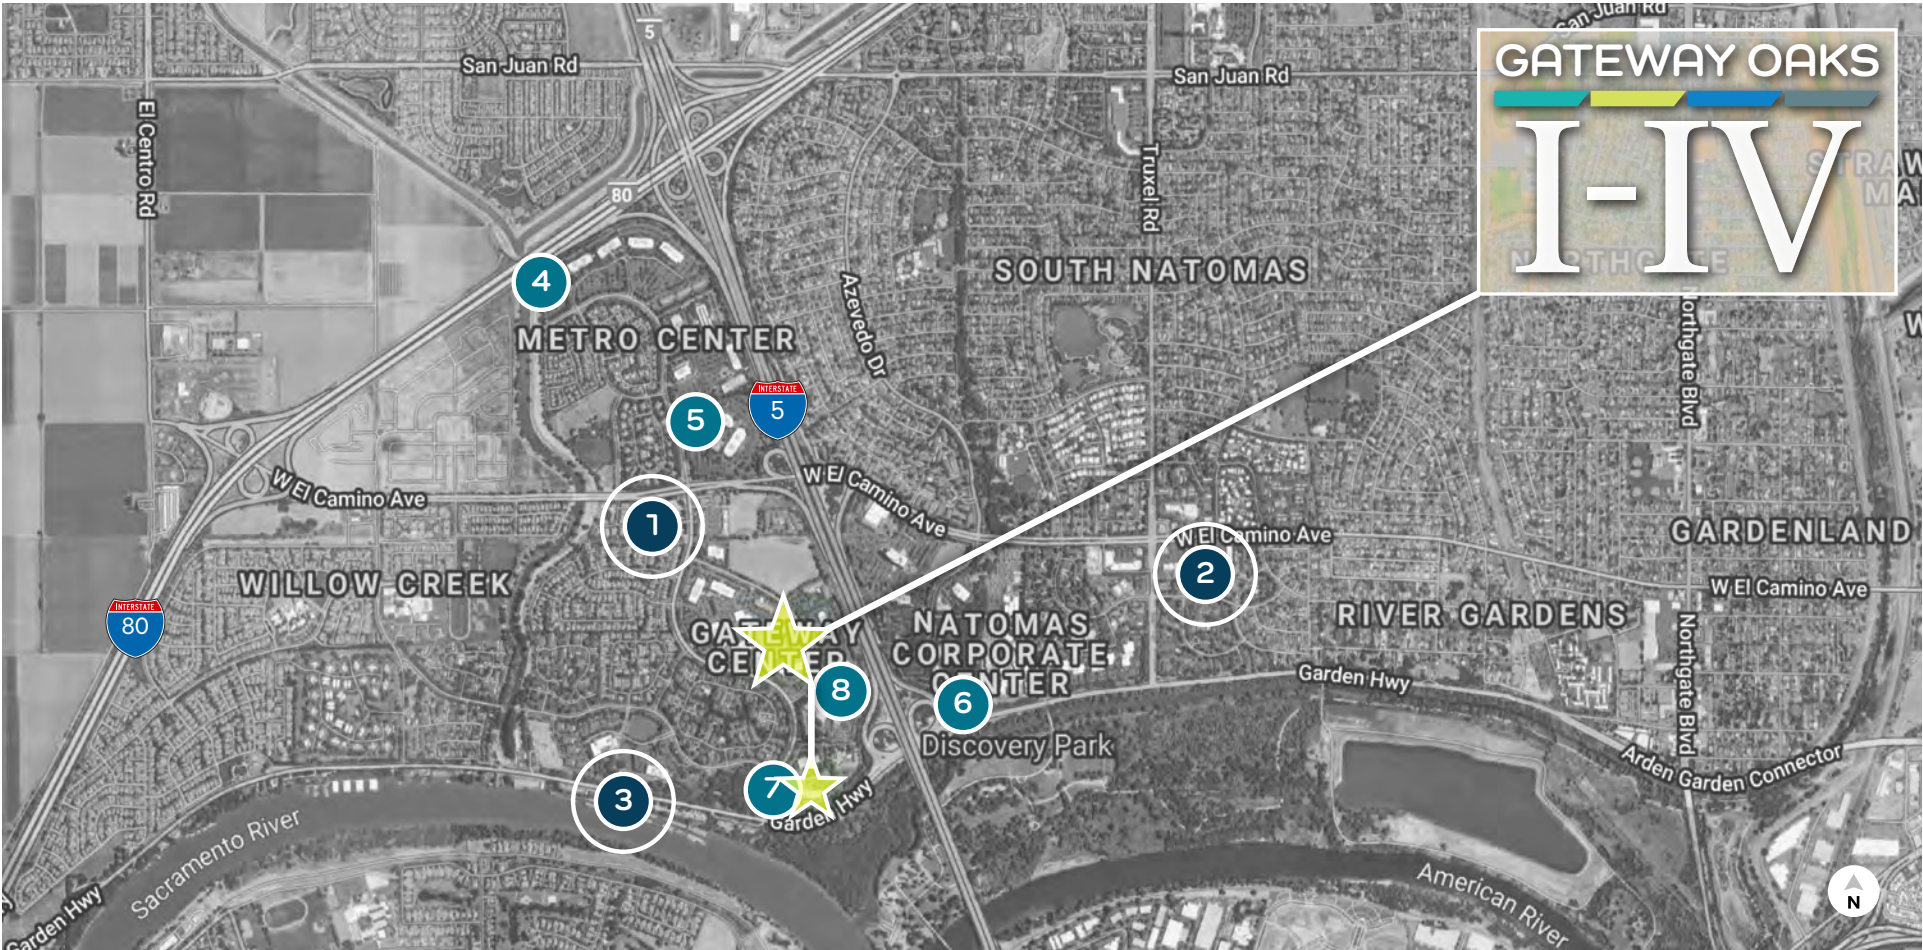 5
San Juan Rd
San Juan Rd
San Juan Rd
GATEWAY OAKS
I-IV
El Centro Rd
Truxel Rd
80
STRAW
MA
SOUTH NATOMAS
4
Azevedo Dr
METRO CENTER
Northgate Blvd
W
INTERSTATE
5
5
W El Camino Ave
W El Camino Ave
1
W El Camino Ave
GARDENLAND
2
WILLOW CREEK
W El Camino Ave
INTERSTATE
80
RIVER GARDENS
GATEWAY
CENTER
NATOMAS
CORPORATE
CENTER
Northgate Blvd
8
Garden Hwy
6
Discovery Park
Arden Garden Connector
7
3
Garden Hwy
Sacramento River
American River
Garden Hwy
N